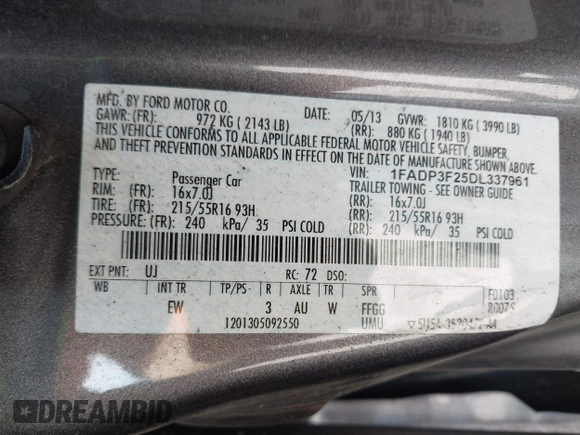 MFG. BY FORD MOTOR CO.
DATE: 05/13 GVWR: 1810 KG ( 3990 LB)
GAWR: (FR): 972 KG ( 2143 LB) (RR): 880 KG ( 1940 LB)
THIS VEHICLE CONFORMS TO ALL APPLICABLE FEDERAL MOTOR VEHICLE SAFETY, BUMPER,
AND THEFT PREVENTION STANDARDS IN EFFECT ON THE DATE OF MANUFACTURE SHOWN ABOVE.
VIN: 1FADP3F25DL337961
TYPE: Passenger Car TRAILER TOWING - SEE OWNER GUIDE
RIM: (FR): 16x7.0J (RR): 16x7.0J
TIRE: (FR): 215/55R16 93H (RR): 215/55R16 93H
PRESSURE: (FR): 240 kPa/ 35 PSI COLD (RR): 240 kPa/ 35 PSI COLD
EXT PNT: UJ RC: 72 DSO:
WB INT TR TP/PS R AXLE TR SPR F0103
EW 3 AU W FFGG
1201305092550 UMU
DREAMBID